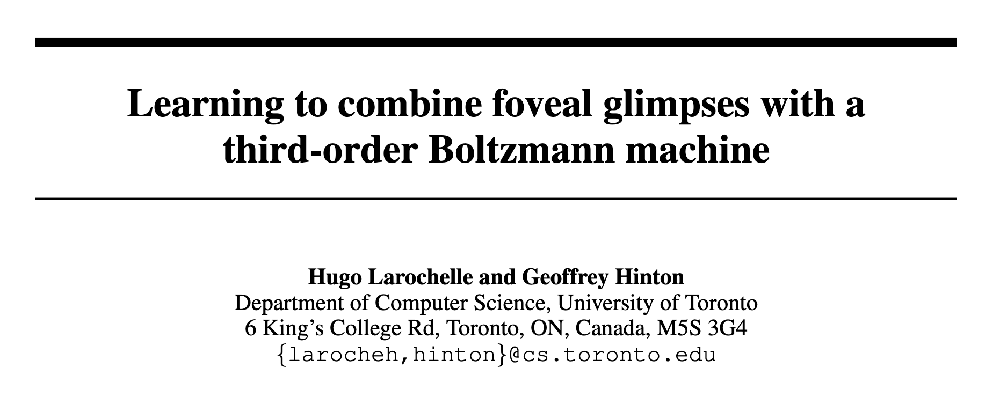 Learning to combine foveal glimpses with a
third-order Boltzmann machine
Hugo Larochelle and Geoffrey Hinton
Department of Computer Science, University of Toronto
6 King’s College Rd, Toronto, ON, Canada, M5S 3G4
{larocheh,hinton}@cs.toronto.edu